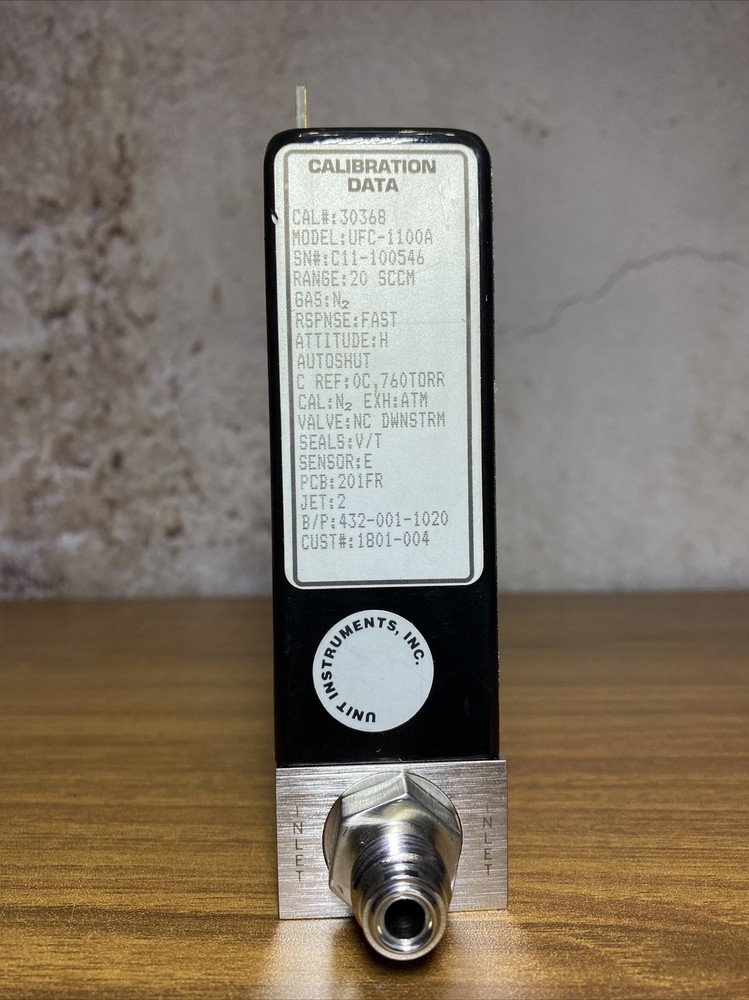 CALIBRATION
DATA
CAL#:30368
MODEL:UFC-1100A
SN#:C11-100546
RANGE:20 SCCM
GAS:N₂
RSPNSE:FAST
ATTITUDE:H
AUTOSHUT
C REF:0C,760TORR
CAL:N₂ EXH:ATM
VALVE:NC DWNSTRM
SEALS:V/T
SENSOR:E
PCB:201FR
JET:2
B/P:432-001-1020
CUST#:1801-004
UNIT INSTRUMENTS, INC.
INLET
INLET